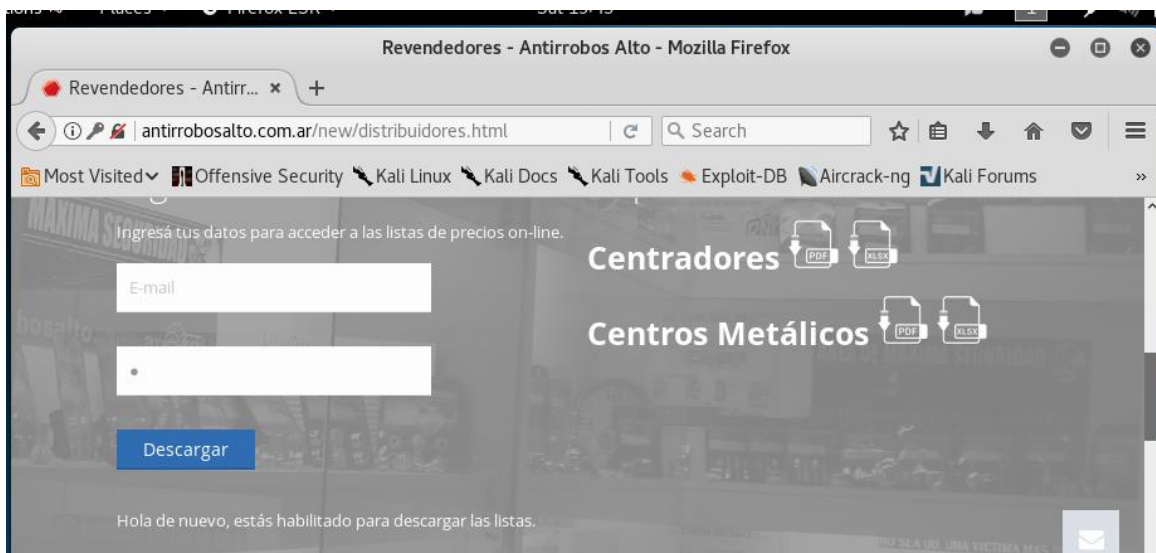 Revendedores - Antirrobos Alto - Mozilla Firefox
Revendedores - Antirr...
antirrobosalto.com.ar/new/distribuidores.html
Search
Most Visited
Offensive Security
Kali Linux
Kali Docs
Kali Tools
Exploit-DB
Aircrack-ng
Kali Forums
Ingresá tus datos para acceder a las listas de precios on-line.
E-mail
Descargar
Hola de nuevo, estás habilitado para descargar las listas.
Centradores
PDF
XLSX
Centros Metálicos
PDF
XLSX